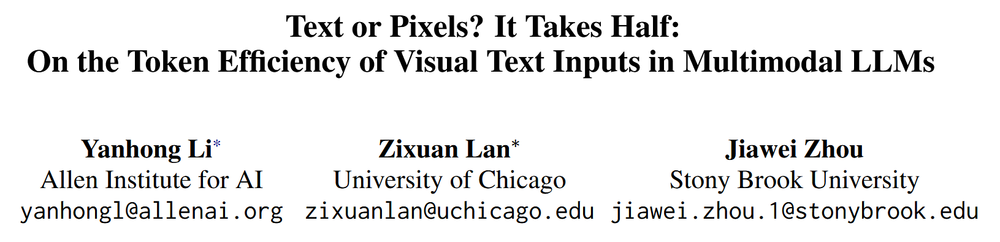 Text or Pixels? It Takes Half:
On the Token Efficiency of Visual Text Inputs in Multimodal LLMs
Yanhong Li* Zixuan Lan* Jiawei Zhou
Allen Institute for AI University of Chicago Stony Brook University
yanhongl@allenai.org zixuanlan@uchicago.edu jiawei.zhou.1@stonybrook.edu